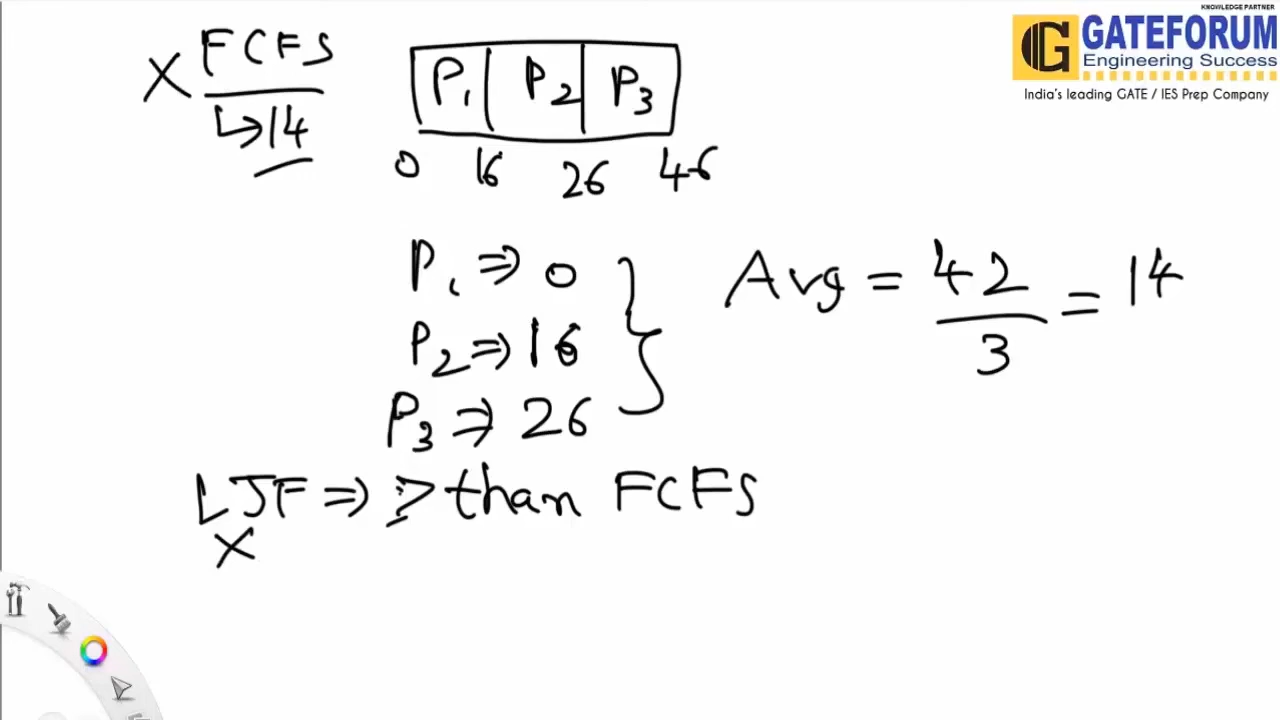 KNOWLEDGE PARTNER
GATEFORUM
Engineering Success
India's leading GATE / IES Prep Company
X FCFS
↳14
P1 P2 P3
0 16 26 46
P1 ⇒ 0
P2 ⇒ 16
P3 ⇒ 26
Avg = 42/3 = 14
LJF ⇒ ≥ than FCFS
X